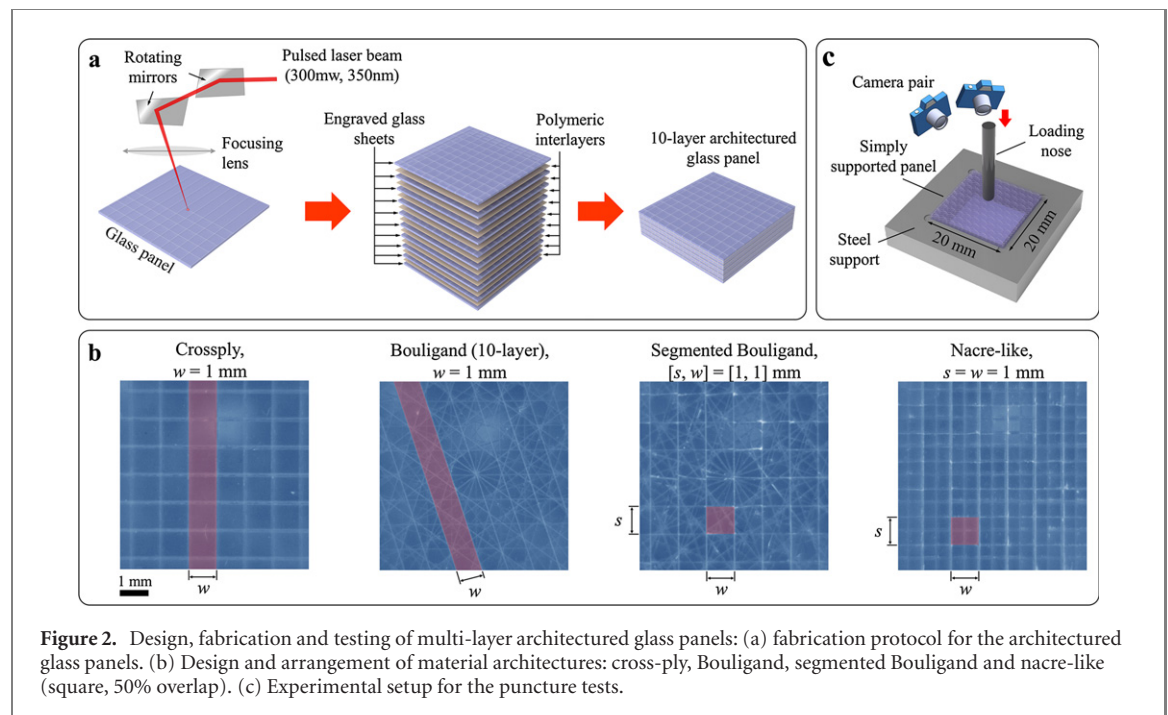 a
Rotating
mirrors
Pulsed laser beam
(300mw, 350nm)
Focusing
lens
Glass panel
Engraved glass
sheets
Polymeric
interlayers
10-layer architectured
glass panel
c
Camera pair
Loading
nose
Simply
supported panel
Steel
support
20 mm
20 mm
b
Crossply,
w = 1 mm
w
1 mm
Bouligand (10-layer),
w = 1 mm
w
Segmented Bouligand,
[s, w] = [1, 1] mm
s
w
Nacre-like,
s = w = 1 mm
s
w
Figure 2. Design, fabrication and testing of multi-layer architectured glass panels: (a) fabrication protocol for the architectured
glass panels. (b) Design and arrangement of material architectures: cross-ply, Bouligand, segmented Bouligand and nacre-like
(square, 50% overlap). (c) Experimental setup for the puncture tests.